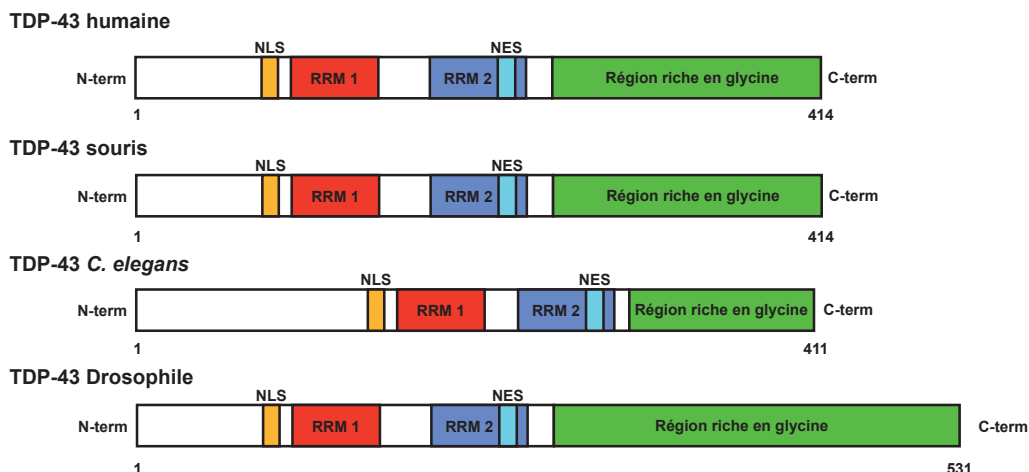 TDP-43 humaine
NLS NES
N-term RRM 1 RRM 2 Région riche en glycine C-term
1 414
TDP-43 souris
NLS NES
N-term RRM 1 RRM 2 Région riche en glycine C-term
1 414
TDP-43 C. elegans
NLS NES
N-term RRM 1 RRM 2 Région riche en glycine C-term
1 411
TDP-43 Drosophile
NLS NES
N-term RRM 1 RRM 2 Région riche en glycine C-term
1 531